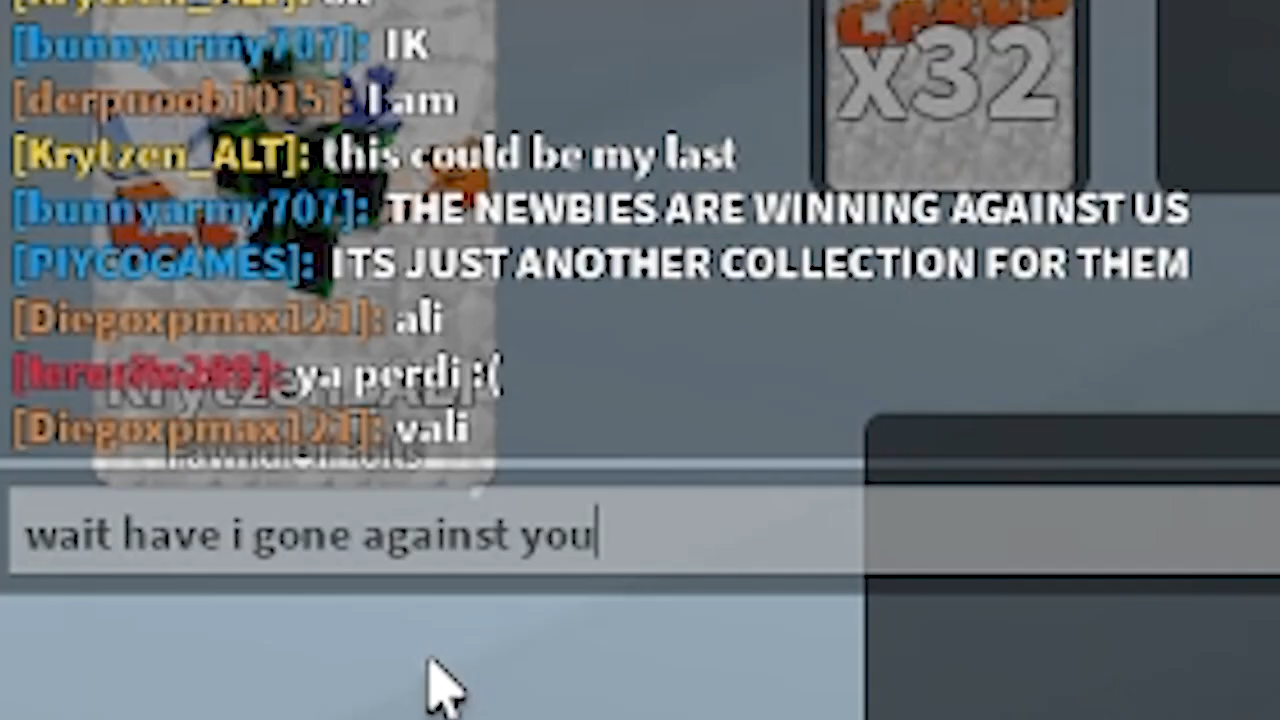 [bunnyarmy707]: IK
[derpnoob1015]: I am
[Krytzen_ALT]: this could be my last
[bunnyarmy707]: THE NEWBIES ARE WINNING AGAINST US
[PIYCOGAMES]: ITS JUST ANOTHER COLLECTION FOR THEM
[Diegoxpmax121]: ali
ya perdi :(
[Diegoxpmax121]: vali
wait have i gone against you
x32